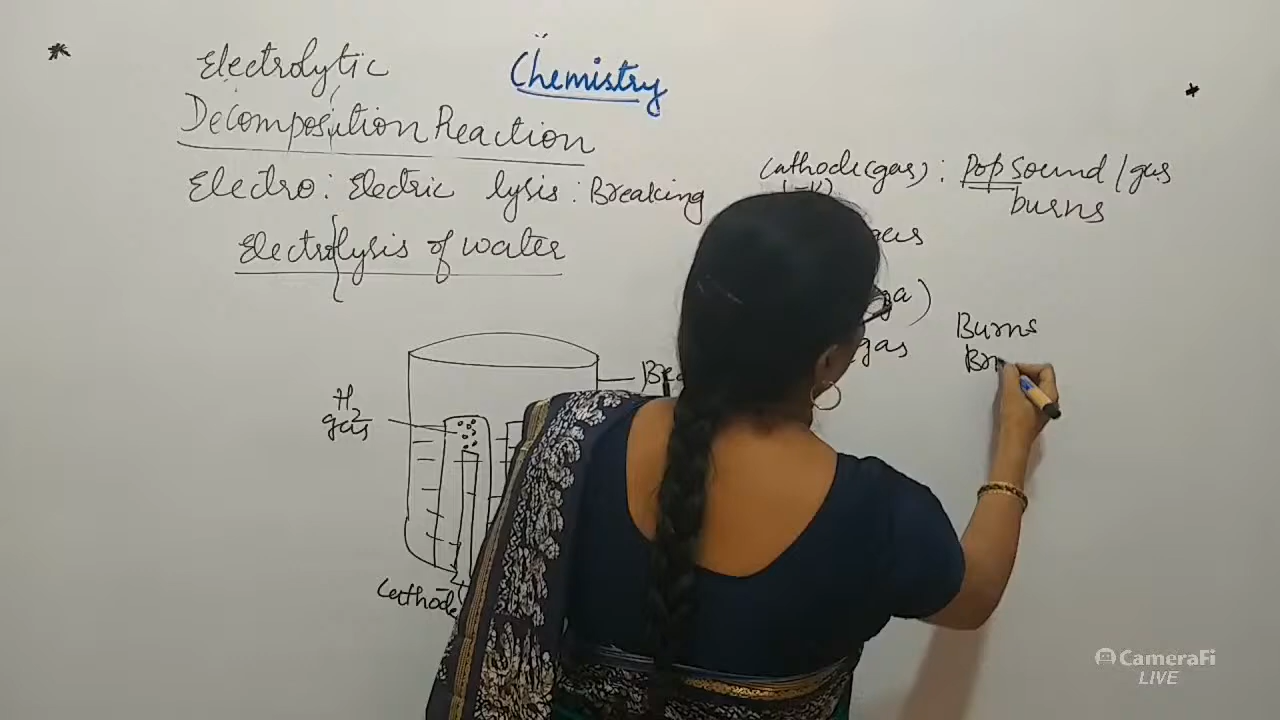 Electrolytic
Chemistry
Decomposition Reaction
Electro: Electric lysis: Breaking
Electrolysis of water
Cathode (gas): Pop Sound / gas
(-V)
burns
gas
Burns
H2
gas
Cathode
CameraFi
LIVE